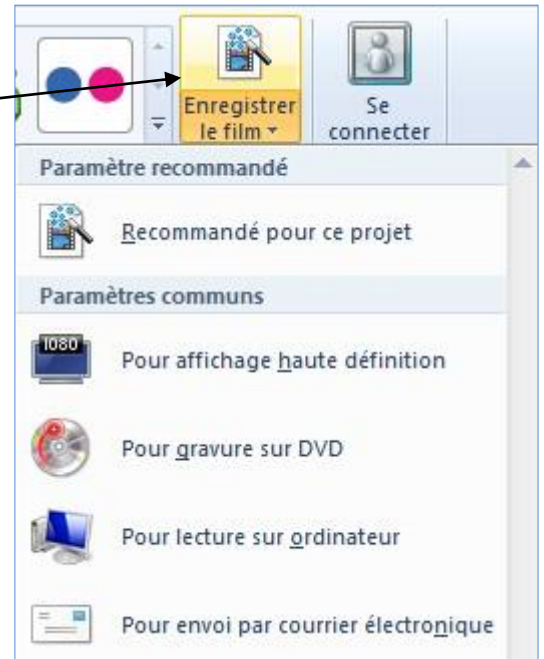 Enregistrer
le film
Se
connecter
Paramètre recommandé
Recommandé pour ce projet
Paramètres communs
1080
Pour affichage haute définition
Pour gravure sur DVD
Pour lecture sur ordinateur
Pour envoi par courrier électronique